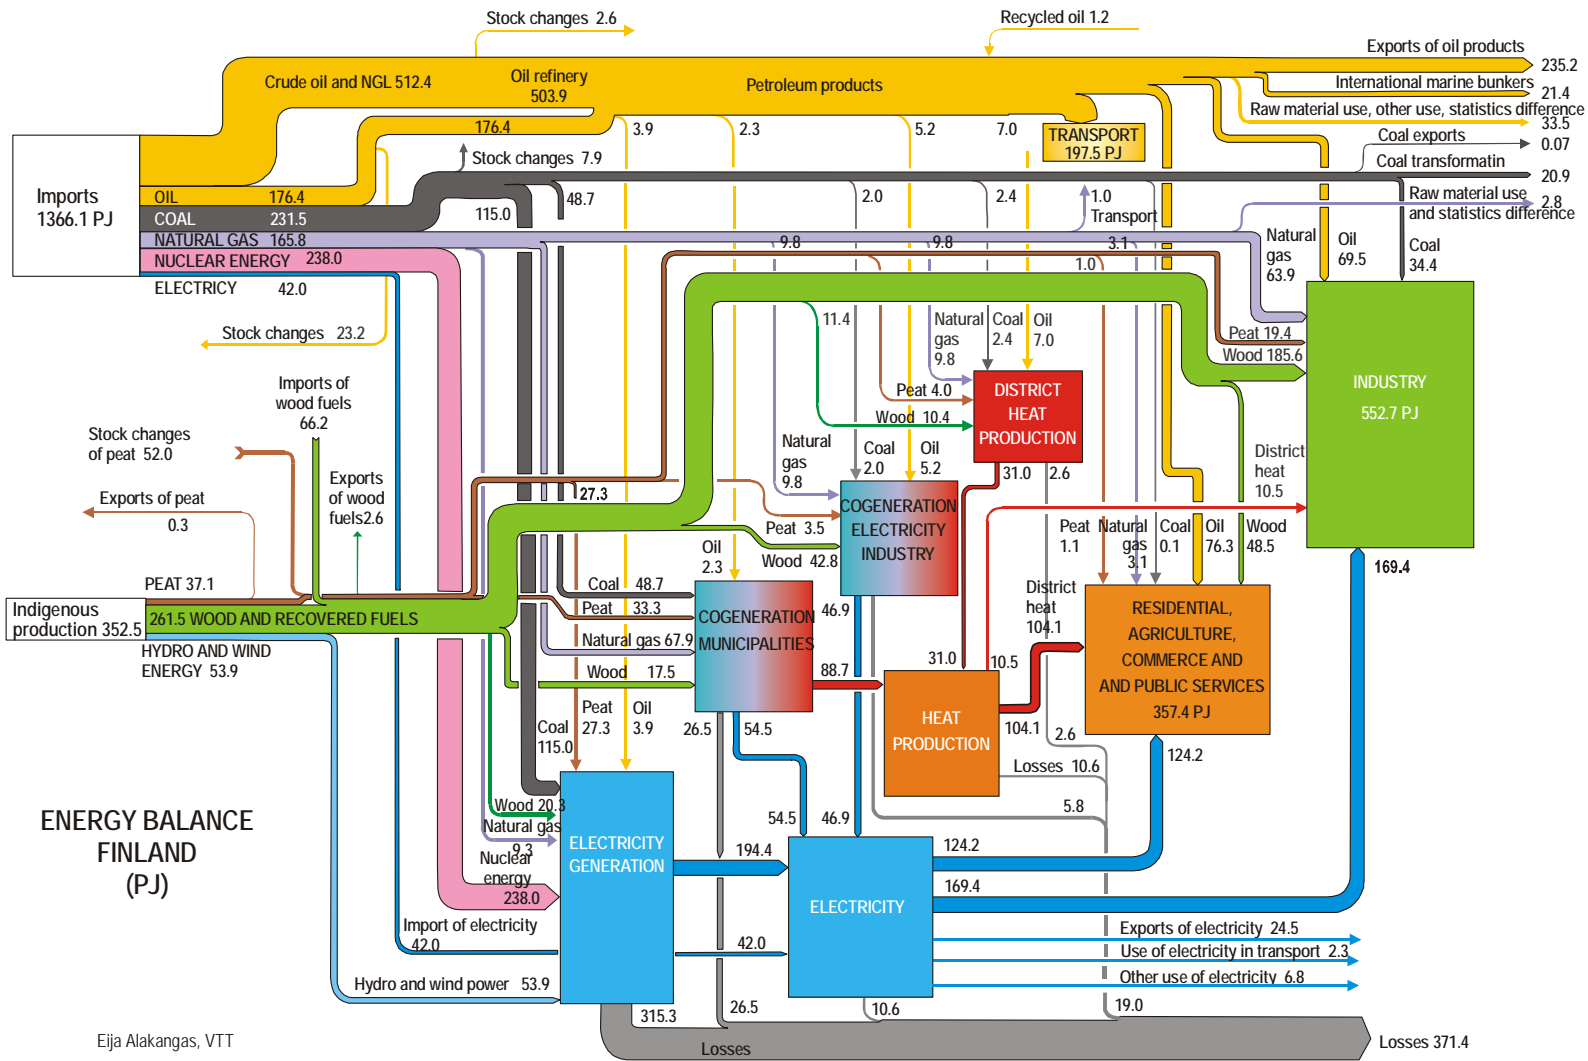 Stock changes 2.6
Recycled oil 1.2
Exports of oil products
235.2
Crude oil and NGL 512.4
Oil refinery
503.9
Petroleum products
International marine bunkers
21.4
Raw material use, other use, statistics difference
33.5
176.4
3.9
2.3
5.2
7.0
TRANSPORT
197.5 PJ
Coal exports
0.07
Stock changes 7.9
Coal transformatin
20.9
Imports
1366.1 PJ
OIL 176.4
COAL 231.5
NATURAL GAS 165.8
NUCLEAR ENERGY 238.0
ELECTRICY 42.0
115.0
48.7
2.0
2.4
1.0
Transport
Raw material use
and statistics difference
2.8
9.8
9.8
3.1
1.0
Natural
gas
63.9
Oil
69.5
Coal
34.4
Stock changes 23.2
11.4
Natural
gas
9.8
Coal
2.4
Oil
7.0
Peat 19.4
Wood 185.6
INDUSTRY
552.7 PJ
Imports of
wood fuels
66.2
Peat 4.0
Wood 10.4
DISTRICT
HEAT
PRODUCTION
Stock changes
of peat 52.0
Exports of peat
0.3
Exports
of wood
fuels2.6
27.3
Natural
gas
9.8
Coal
2.0
Oil
5.2
31.0
2.6
District
heat
10.5
COGENERATION
ELECTRICITY
INDUSTRY
Peat 3.5
Wood 42.8
Peat
1.1
Natural
gas
3.1
Coal
0.1
Oil
76.3
Wood
48.5
169.4
Oil
2.3
PEAT 37.1
Indigenous
production 352.5
261.5 WOOD AND RECOVERED FUELS
HYDRO AND WIND
ENERGY 53.9
Coal 48.7
Peat 33.3
Natural gas 67.9
Wood 17.5
COGENERATION
MUNICIPALITIES
46.9
88.7
31.0
10.5
District
heat
104.1
RESIDENTIAL,
AGRICULTURE,
COMMERCE AND
AND PUBLIC SERVICES
357.4 PJ
HEAT
PRODUCTION
104.1
Coal
115.0
Peat
27.3
Oil
3.9
26.5
54.5
2.6
124.2
Losses 10.6
5.8
Wood 20.3
Natural gas
9.3
Nuclear
energy
238.0
ELECTRICITY
GENERATION
54.5
46.9
194.4
ELECTRICITY
124.2
169.4
ENERGY BALANCE
FINLAND
(PJ)
Import of electricity
42.0
42.0
Exports of electricity 24.5
Use of electricity in transport 2.3
Other use of electricity 6.8
Hydro and wind power 53.9
315.3
26.5
10.6
19.0
Eija Alakangas, VTT
Losses
Losses 371.4